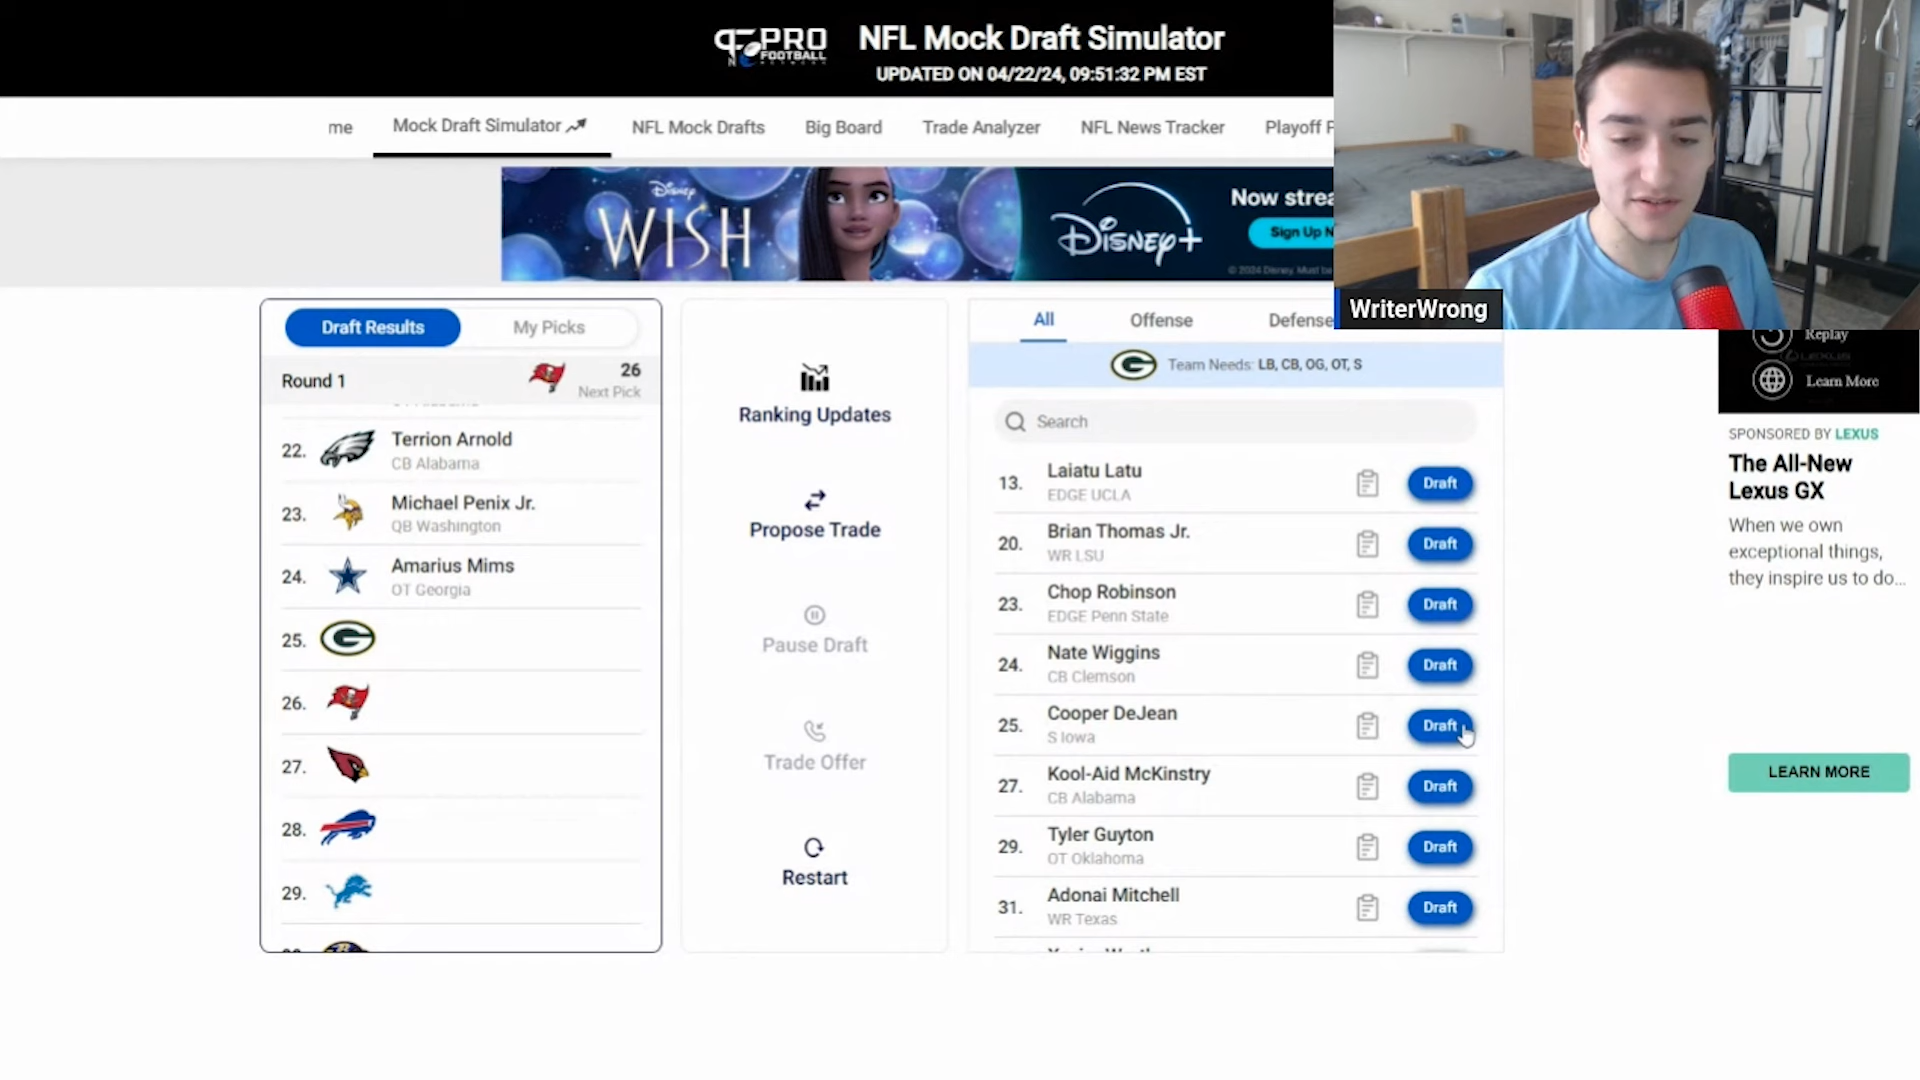 PRO
FOOTBALL
NETWORK
NFL Mock Draft Simulator
UPDATED ON 04/22/24, 09:51:32 PM EST
me
Mock Draft Simulator
NFL Mock Drafts
Big Board
Trade Analyzer
NFL News Tracker
Playoff P
Disney
WISH
Disney+
Now strea
Sign Up N
© 2024 Disney. Must be
WriterWrong
Draft Results
My Picks
Round 1
26
Next Pick
22.
Terrion Arnold
CB Alabama
23.
Michael Penix Jr.
QB Washington
24.
Amarius Mims
OT Georgia
25.
26.
27.
28.
29.
Ranking Updates
Propose Trade
Pause Draft
Trade Offer
Restart
All
Offense
Defense
Team Needs: LB, CB, OG, OT, S
Search
13.
Laiatu Latu
EDGE UCLA
Draft
20.
Brian Thomas Jr.
WR LSU
Draft
23.
Chop Robinson
EDGE Penn State
Draft
24.
Nate Wiggins
CB Clemson
Draft
25.
Cooper DeJean
S Iowa
Draft
27.
Kool-Aid McKinstry
CB Alabama
Draft
29.
Tyler Guyton
OT Oklahoma
Draft
31.
Adonai Mitchell
WR Texas
Draft
Replay
LEXUS
Learn More
SPONSORED BY LEXUS
The All-New
Lexus GX
When we own
exceptional things,
they inspire us to do...
LEARN MORE